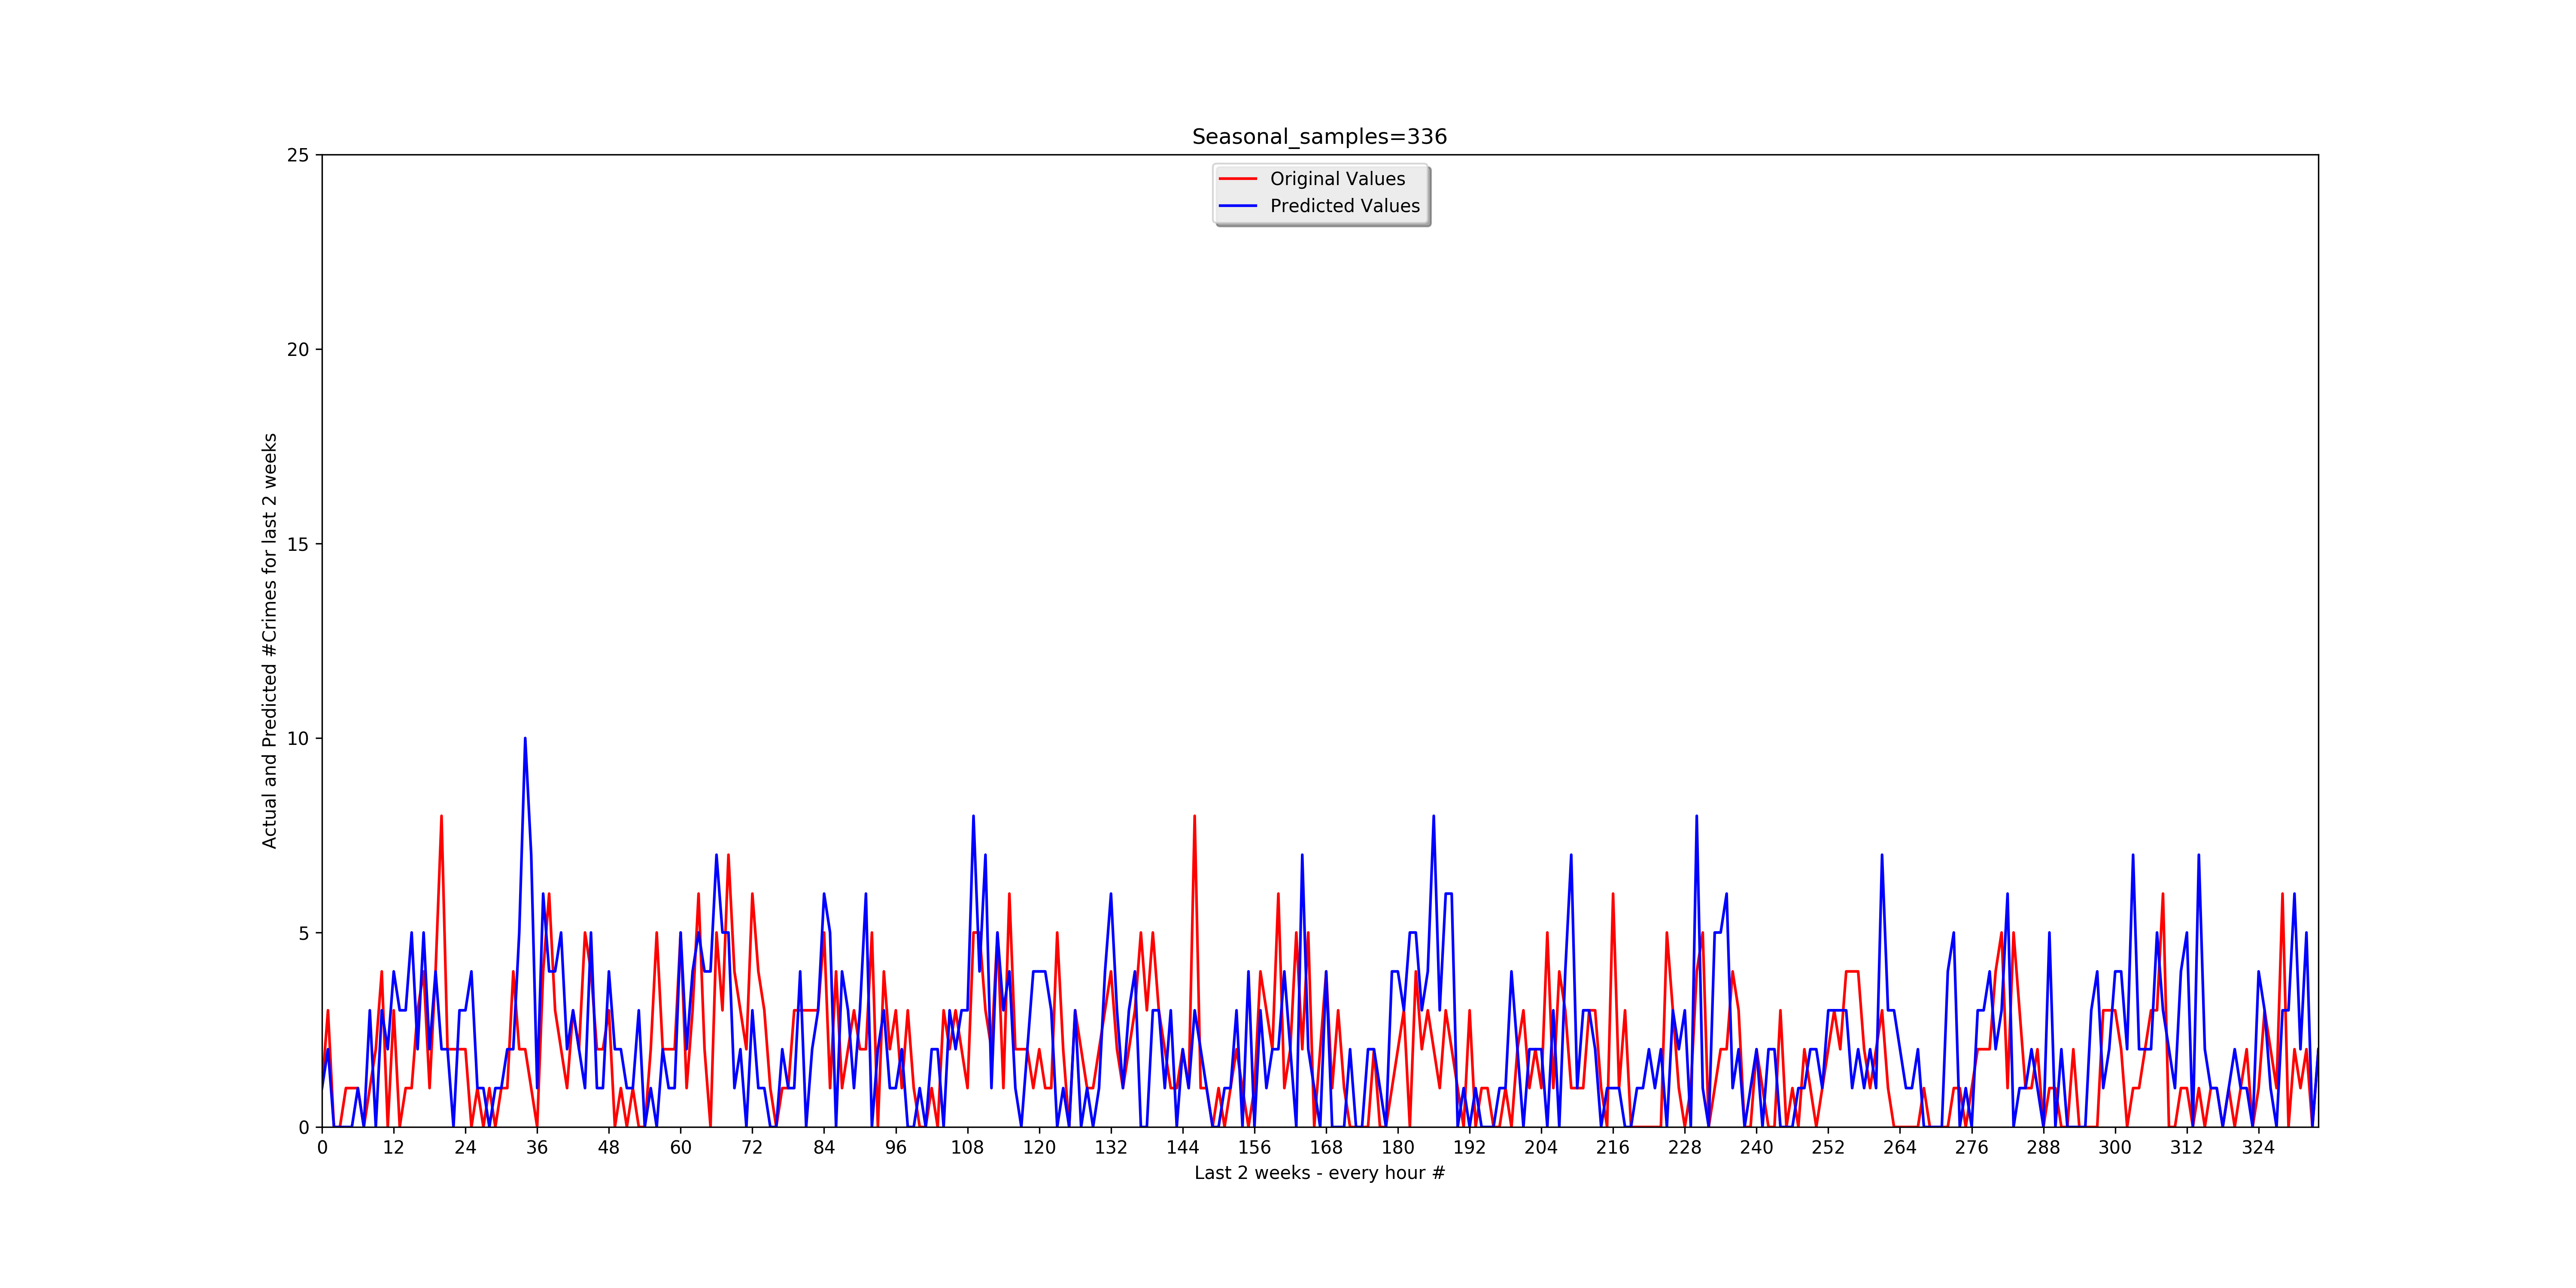 Seasonal_samples=336
Original Values
Predicted Values
25
20
15
10
5
0
Actual and Predicted #Crimes for last 2 weeks
0 12 24 36 48 60 72 84 96 108 120 132 144 156 168 180 192 204 216 228 240 252 264 276 288 300 312 324
Last 2 weeks - every hour #